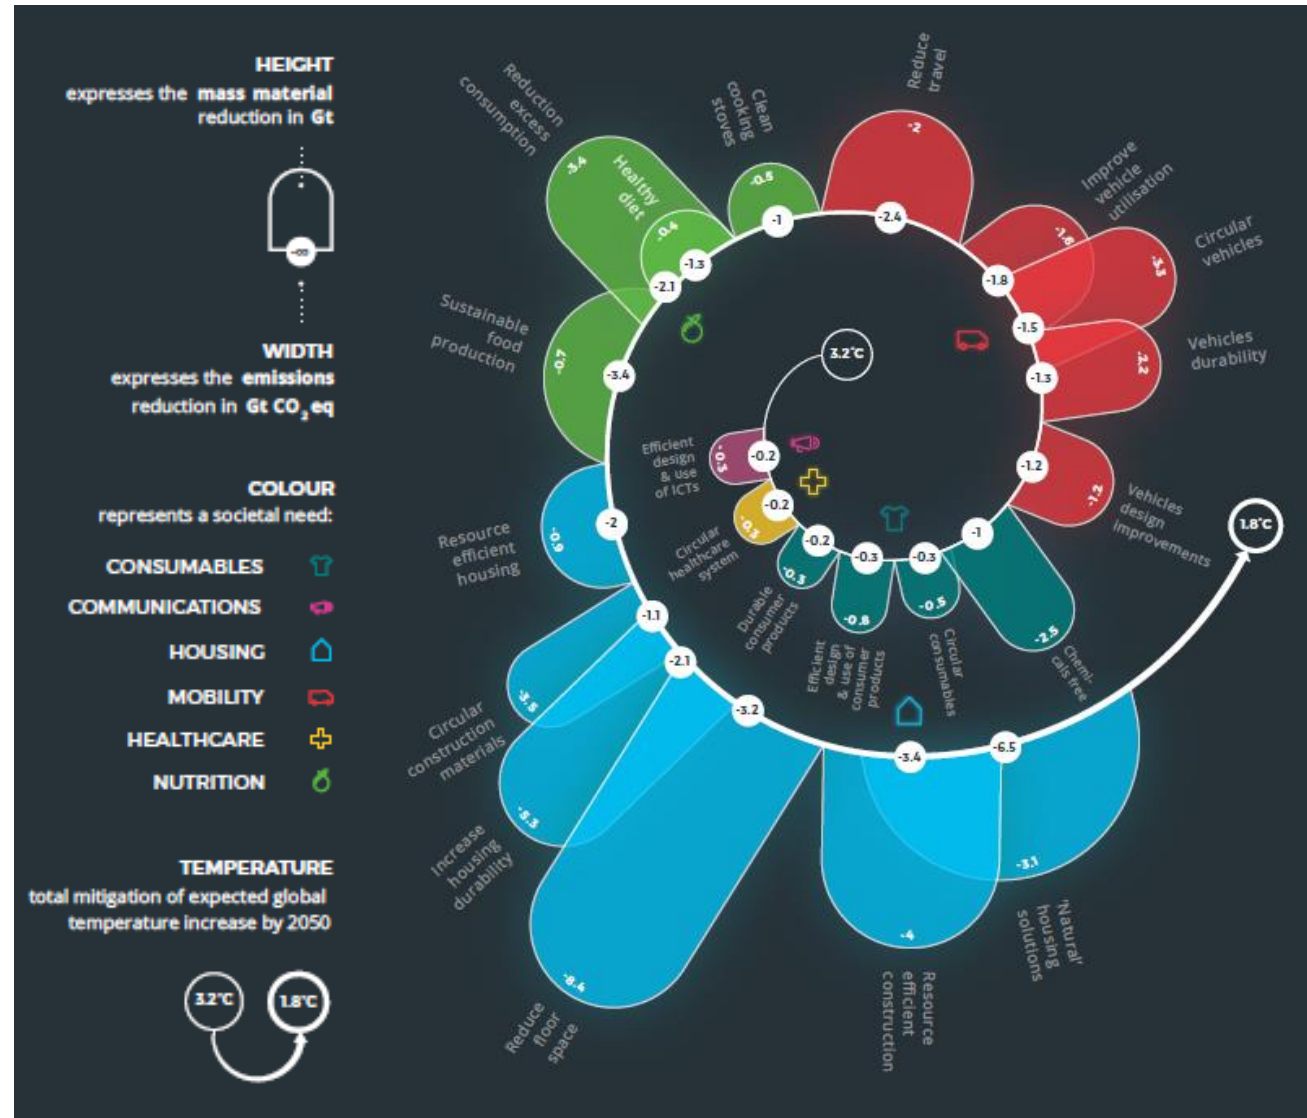 HEIGHT
expresses the mass material
reduction in Gt
WIDTH
expresses the emissions
reduction in Gt CO2eq
COLOUR
represents a societal need:
CONSUMABLES
COMMUNICATIONS
HOUSING
MOBILITY
HEALTHCARE
NUTRITION
TEMPERATURE
total mitigation of expected global
temperature increase by 2050
3.2°C
1.8°C
3.2°C
Efficient
design
& use
of ICTs
-0.3
-0.2
Circular
healthcare
system
-0.3
-0.2
Durable
consumer
products
-0.3
-0.2
Efficient
design
& use of
consumer
products
-0.8
-0.3
Circular
consumables
-0.5
-0.3
Chemi-
cals free
-2.5
-1
Vehicles
design
improvements
-1.2
-1.2
Vehicles
durability
-2.2
-1.3
Circular
vehicles
-3.3
-1.5
Improve
vehicle
utilisation
-1.8
Reduce
travel
-2
-2.4
Clean
cooking
stoves
-0.5
-1
Healthy
diet
-0.4
-1.3
Reduction
excess
consumption
-3.4
-2.1
Sustainable
food
production
-0.7
-3.4
Resource
efficient
housing
-0.9
-2
Circular
construction
materials
-3.5
-1.1
Increase
housing
durability
-5.3
-2.1
Reduce
floor
space
-8.4
-3.2
Resource
efficient
construction
-4
-3.4
'Natural'
housing
solutions
-3.1
-6.5
1.8°C